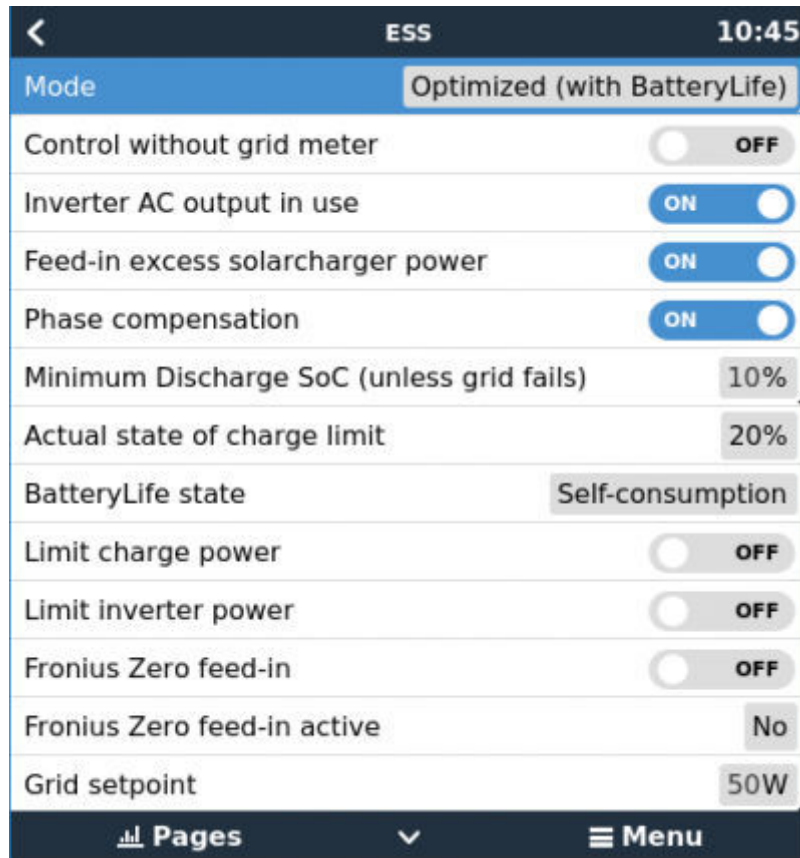 ESS 10:45
Mode Optimized (with BatteryLife)
Control without grid meter OFF
Inverter AC output in use ON
Feed-in excess solarcharger power ON
Phase compensation ON
Minimum Discharge SoC (unless grid fails) 10%
Actual state of charge limit 20%
BatteryLife state Self-consumption
Limit charge power OFF
Limit inverter power OFF
Fronius Zero feed-in OFF
Fronius Zero feed-in active No
Grid setpoint 50W
Pages Menu